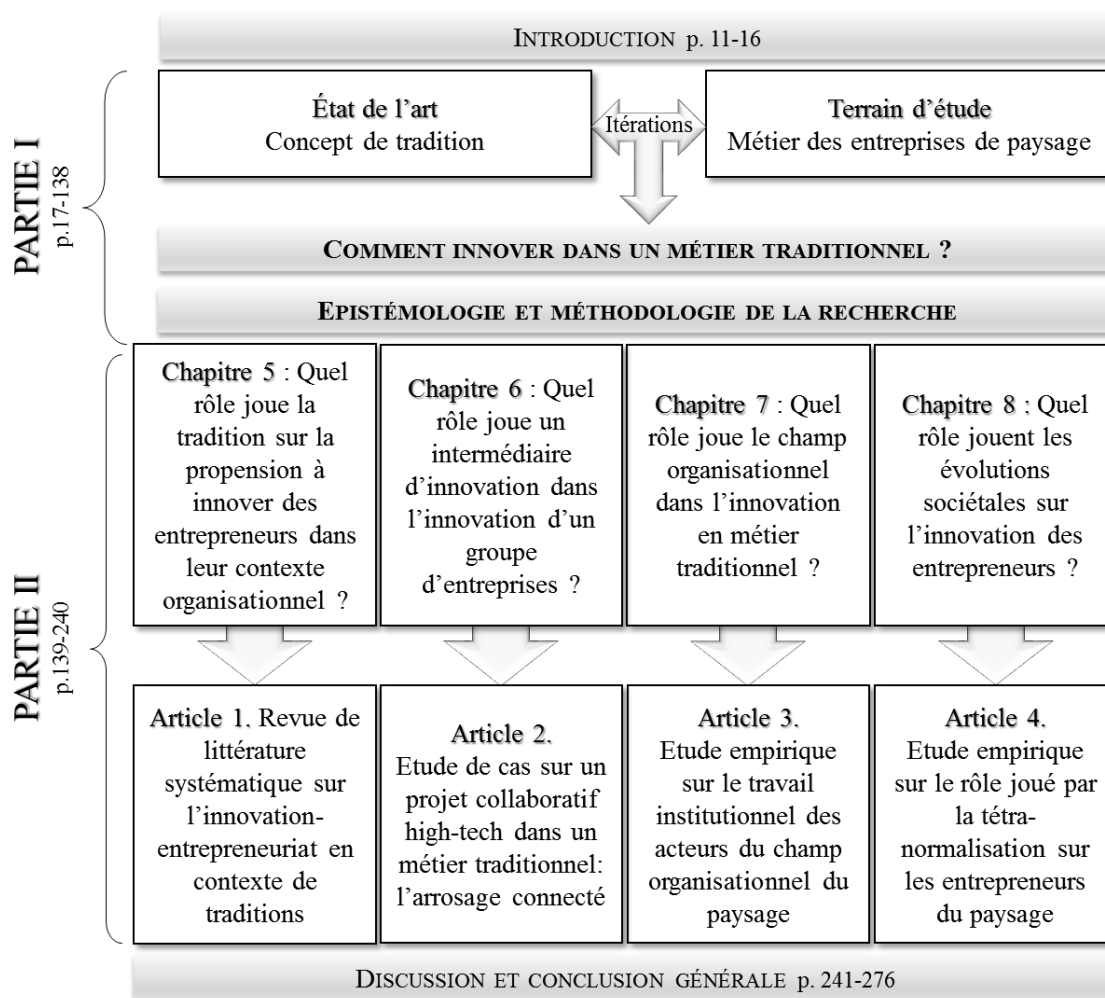 INTRODUCTION p. 11-16
PARTIE I
p.17-138
État de l’art
Concept de tradition
Itérations
Terrain d’étude
Métier des entreprises de paysage
COMMENT INNOVER DANS UN MÉTIER TRADITIONNEL ?
EPISTÉMOLOGIE ET MÉTHODOLOGIE DE LA RECHERCHE
PARTIE II
p.139-240
Chapitre 5 : Quel
rôle joue la
tradition sur la
propension à
innover des
entrepreneurs dans
leur contexte
organisationnel ?
Chapitre 6 : Quel
rôle joue un
intermédiaire
d’innovation dans
l’innovation d’un
groupe
d’entreprises ?
Chapitre 7 : Quel
rôle joue le champ
organisationnel
dans l’innovation
en métier
traditionnel ?
Chapitre 8 : Quel
rôle jouent les
évolutions
sociétales sur
l’innovation des
entrepreneurs ?
Article 1. Revue de
littérature
systématique sur
l’innovation-
entrepreneuriat en
contexte de
traditions
Article 2.
Etude de cas sur un
projet collaboratif
high-tech dans un
métier traditionnel:
l’arrosage connecté
Article 3.
Etude empirique
sur le travail
institutionnel des
acteurs du champ
organisationnel du
paysage
Article 4.
Etude empirique
sur le rôle joué par
la tétra-
normalisation sur
les entrepreneurs
du paysage
DISCUSSION ET CONCLUSION GÉNÉRALE p. 241-276